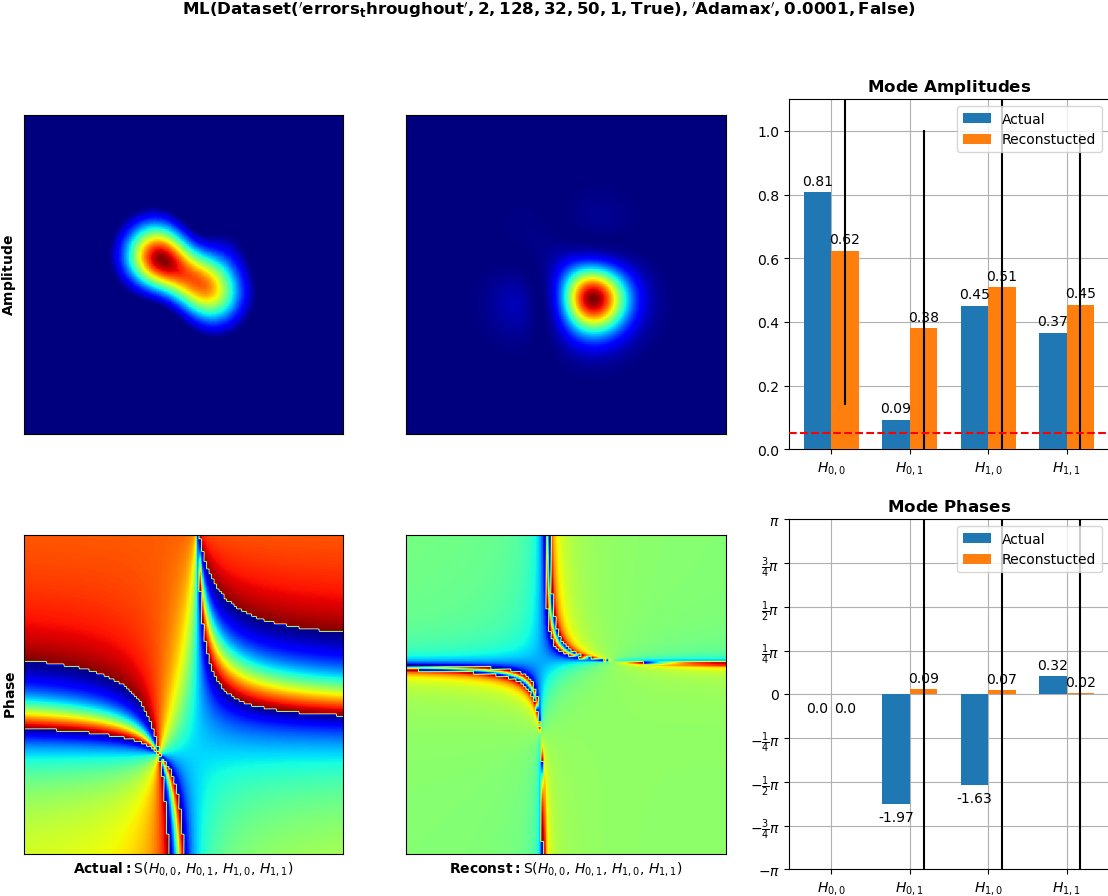 ML(Dataset('errors_throughout', 2, 128, 32, 50, 1, True), 'Adamax', 0.0001, False)
Amplitude
Mode Amplitudes
Actual
Reconstucted
1.0
0.8
0.6
0.4
0.2
0.0
0.81
0.62
0.09
0.38
0.45
0.51
0.37
0.45
H0,0
H0,1
H1,0
H1,1
Phase
Mode Phases
Actual
Reconstucted
π
3/4π
1/2π
1/4π
0
−1/4π
−1/2π
−3/4π
−π
0.0
0.0
-1.97
0.09
-1.63
0.07
0.32
0.02
H0,0
H0,1
H1,0
H1,1
Actual: S(H0,0, H0,1, H1,0, H1,1)
Reconst: S(H0,0, H0,1, H1,0, H1,1)